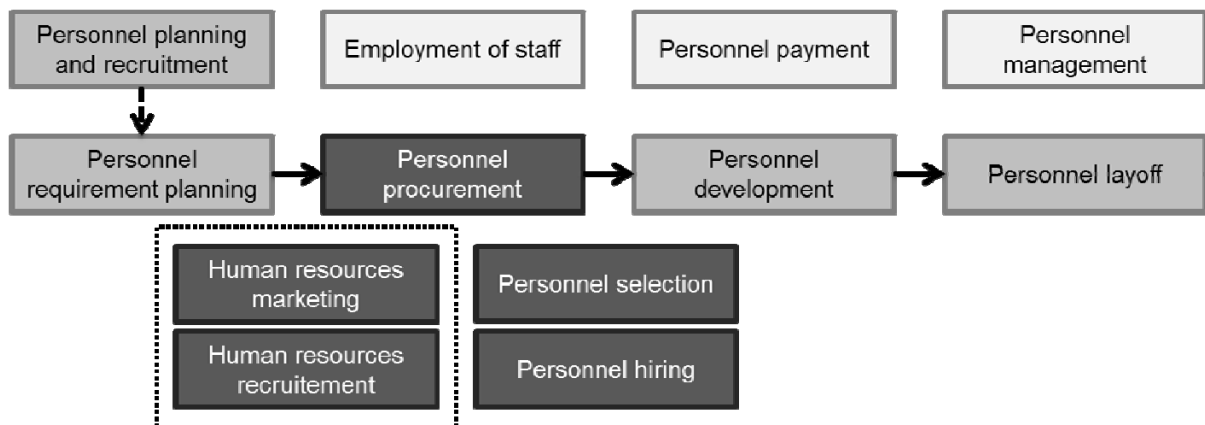 Personnel planning
and recruitment
Employment of staff
Personnel payment
Personnel
management
Personnel
requirement planning
Personnel
procurement
Personnel
development
Personnel layoff
Human resources
marketing
Personnel selection
Human resources
recruitement
Personnel hiring